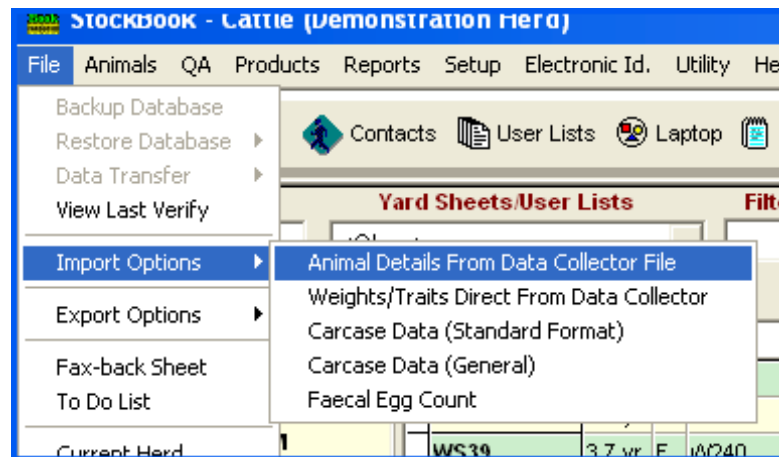 StockBook - Cattle (Demonstration Herd)
File Animals QA Products Reports Setup Electronic Id. Utility He
Backup Database
Restore Database
Data Transfer
View Last Verify
Import Options
Export Options
Fax-back Sheet
To Do List
Current Herd
Contacts User Lists Laptop
Yard Sheets/User Lists Filt
Animal Details From Data Collector File
Weights/Traits Direct From Data Collector
Carcase Data (Standard Format)
Carcase Data (General)
Faecal Egg Count
WS39 3.7 yr F W240